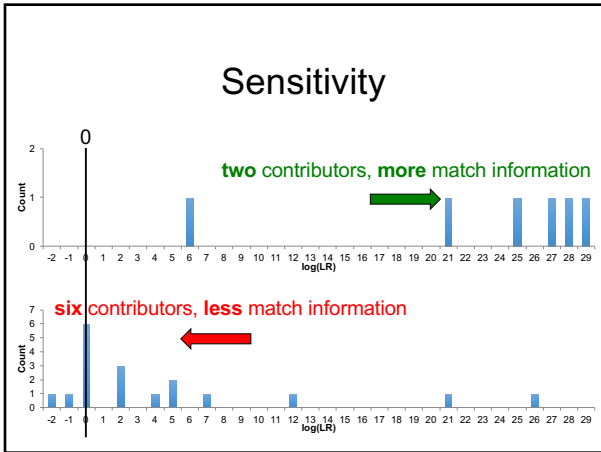 Sensitivity
0
2
two contributors, more match information
1
0
Count
-2 -1 0 1 2 3 4 5 6 7 8 9 10 11 12 13 14 15 16 17 18 19 20 21 22 23 24 25 26 27 28 29
log(LR)
7
six contributors, less match information
6
5
4
3
2
1
0
Count
-2 -1 0 1 2 3 4 5 6 7 8 9 10 11 12 13 14 15 16 17 18 19 20 21 22 23 24 25 26 27 28 29
log(LR)